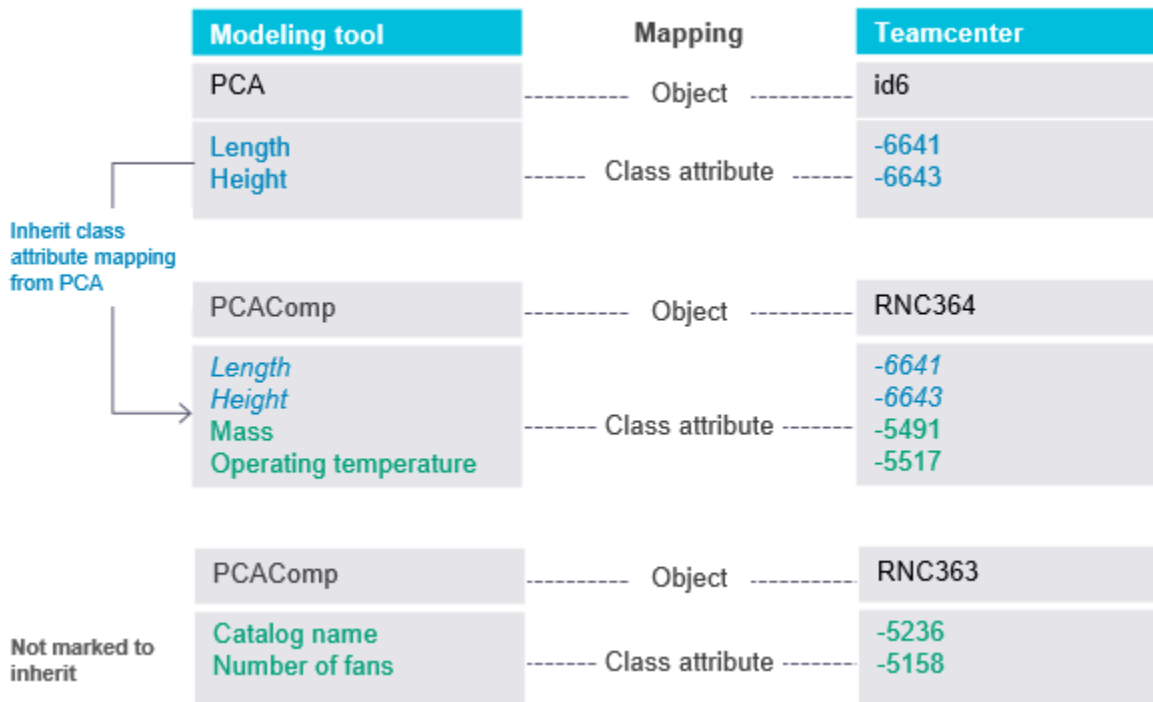 Modeling tool Mapping Teamcenter
PCA Object id6
Length -6641
Height Class attribute -6643
Inherit class
attribute mapping
from PCA
PCAComp Object RNC364
Length -6641
Height -6643
Mass Class attribute -5491
Operating temperature -5517
PCAComp Object RNC363
Not marked to
inherit
Catalog name -5236
Number of fans Class attribute -5158